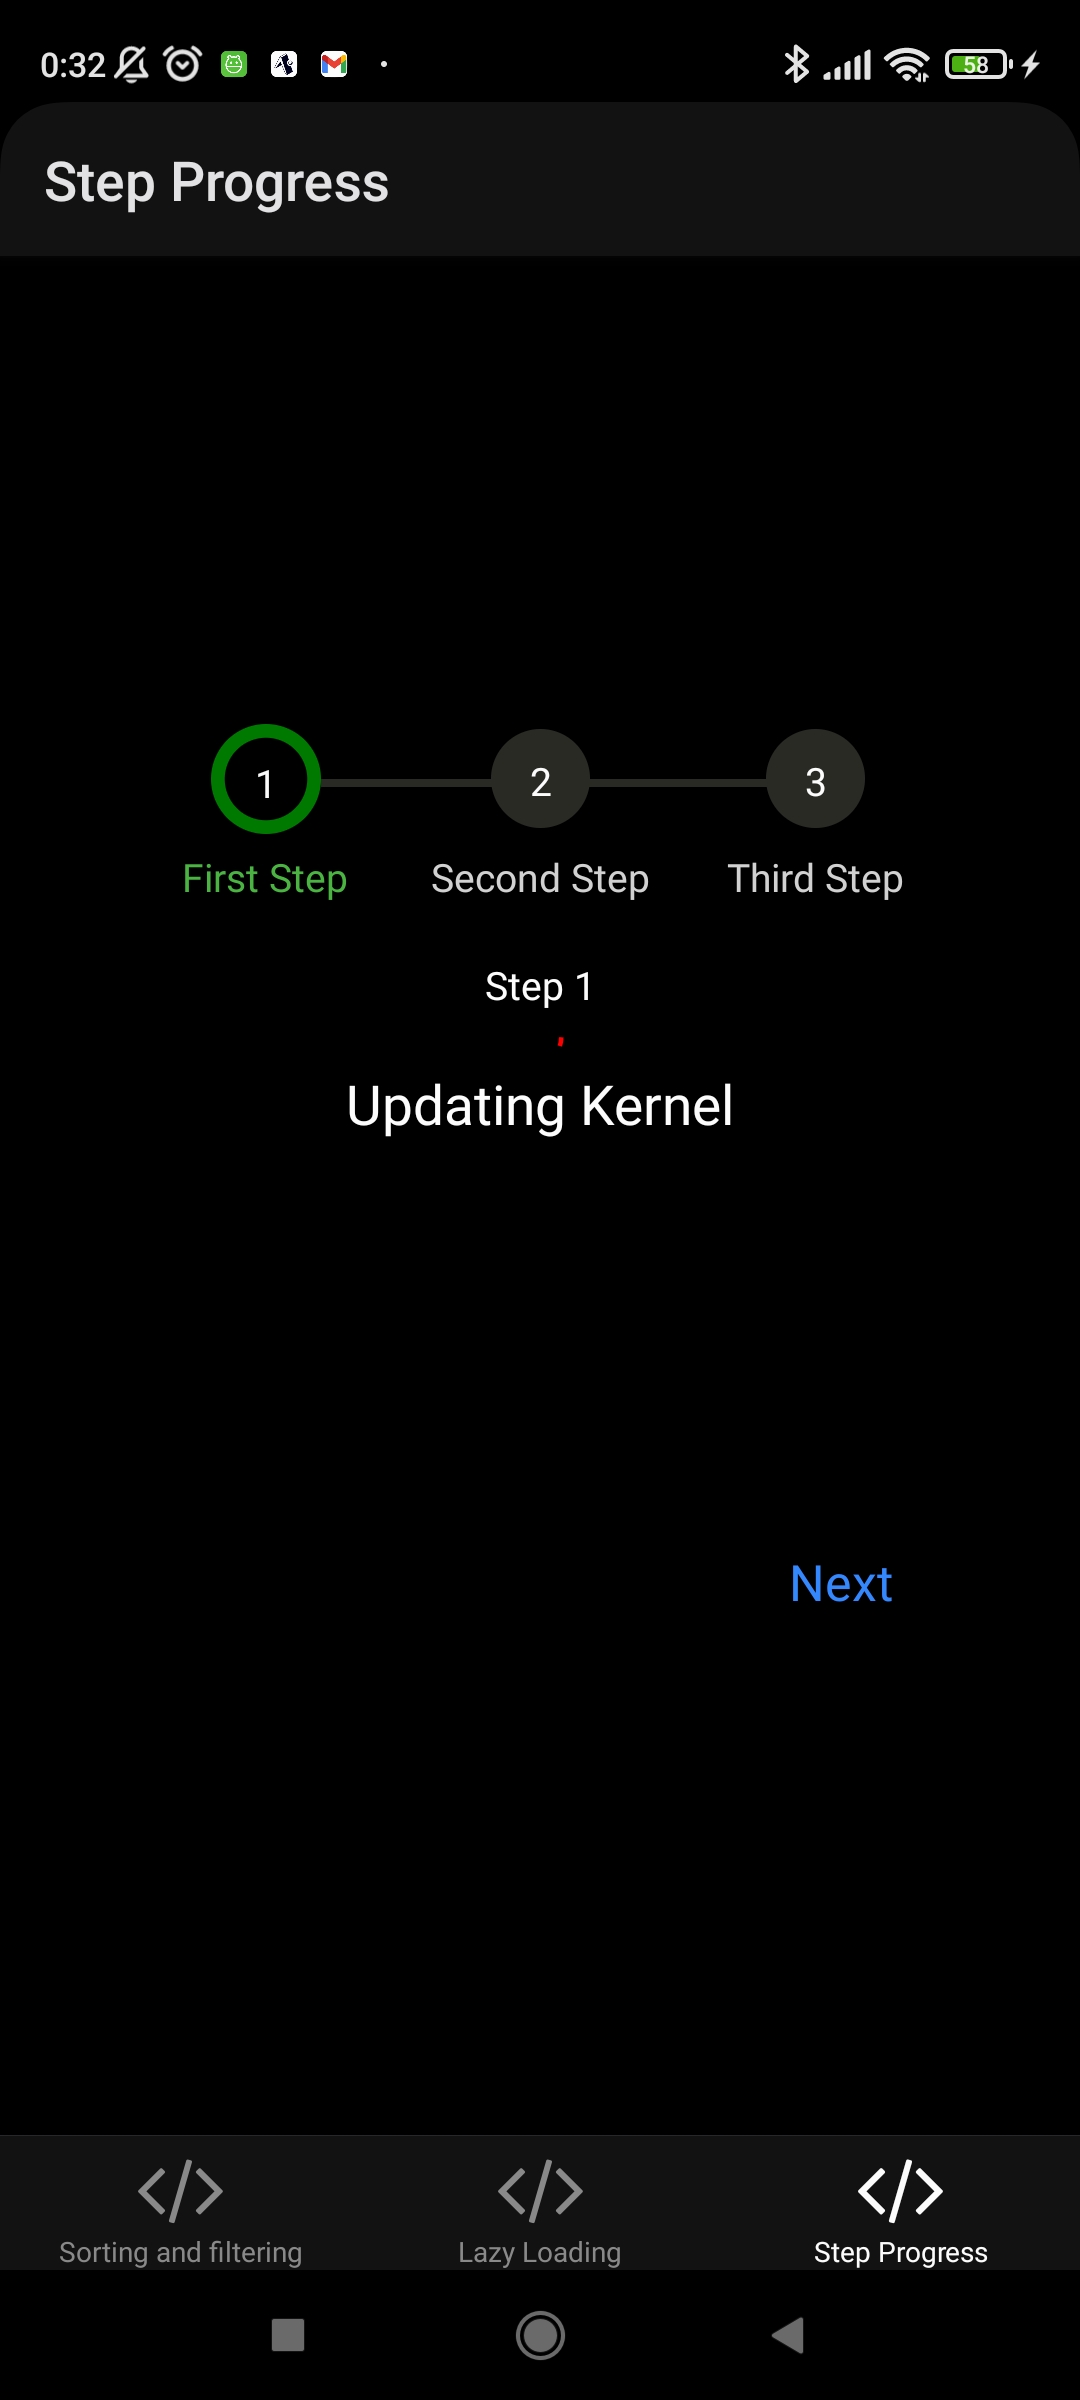 0:32 58
Step Progress
1 2 3
First Step Second Step Third Step
Step 1
Updating Kernel
Next
Sorting and filtering Lazy Loading Step Progress